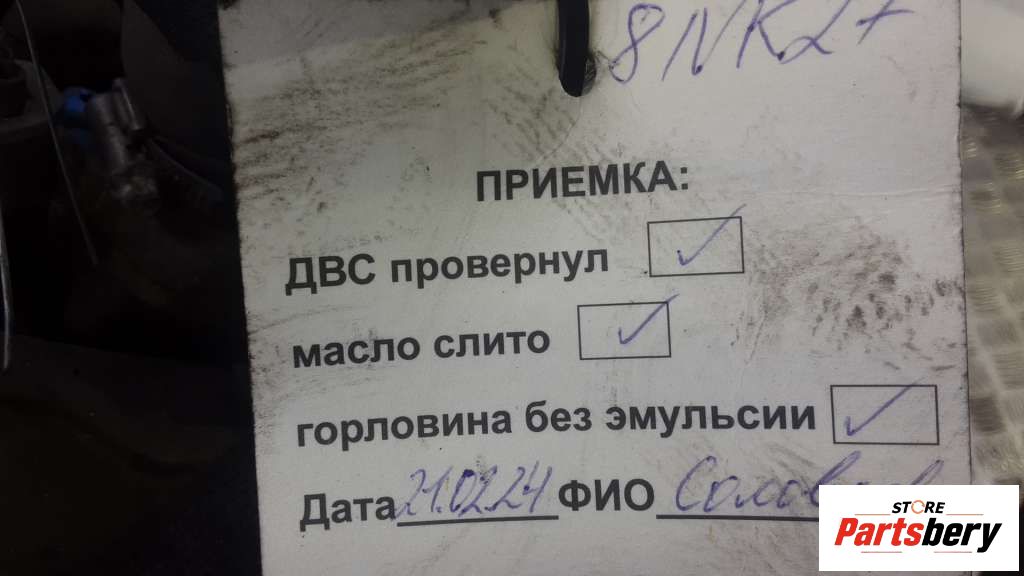 8NK27
ПРИЕМКА:
ДВС провернул
масло слито
горловина без эмульсии
Дата 21.02.24 ФИО
STORE
Partsbery